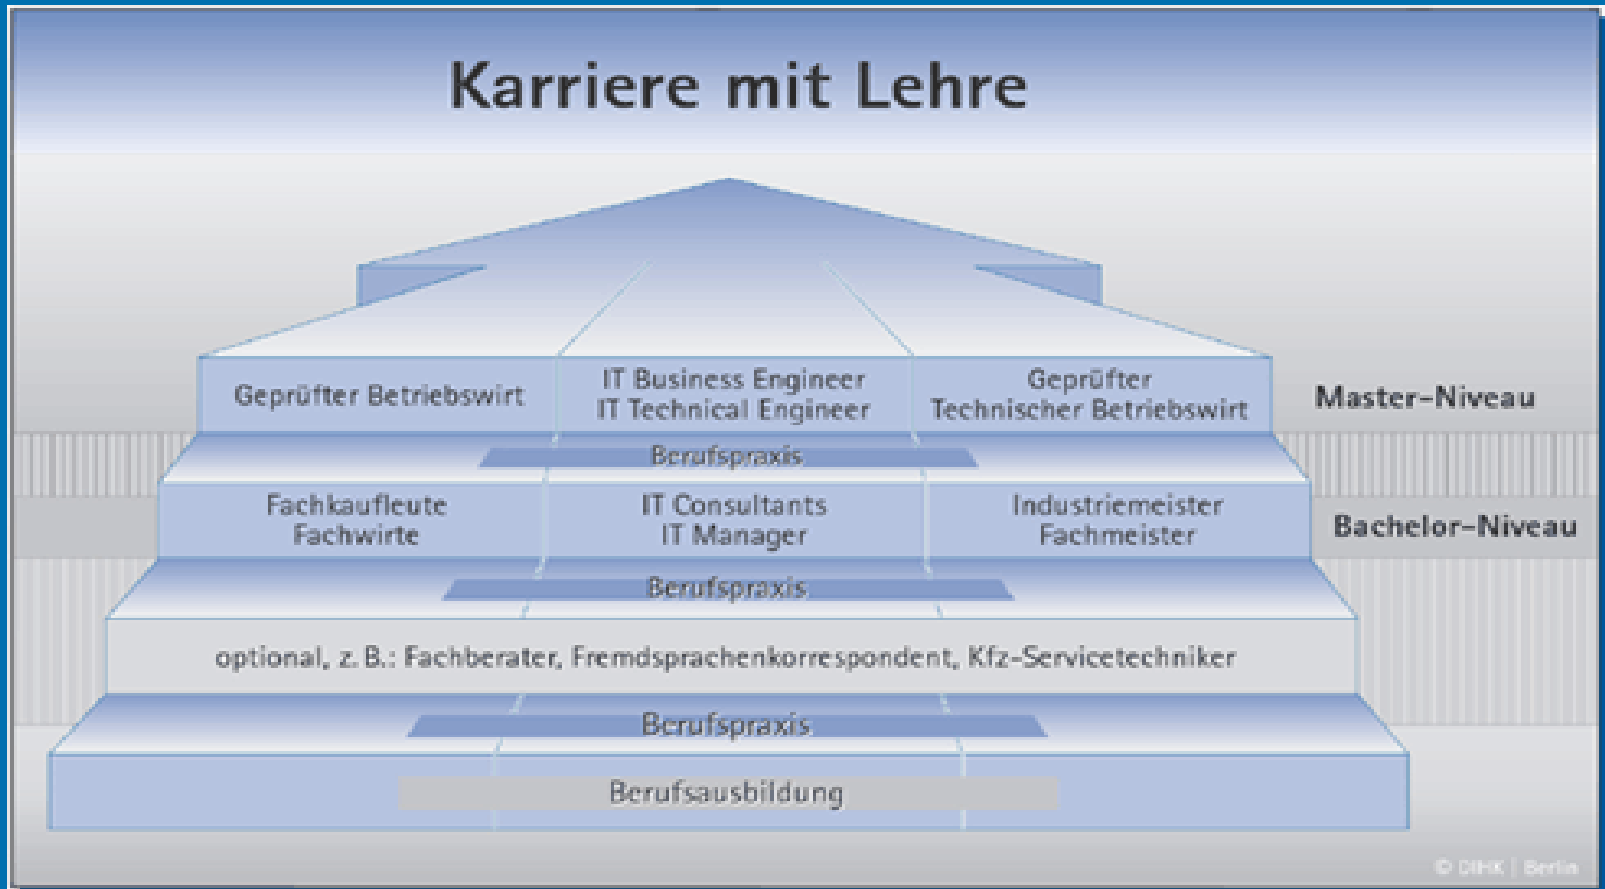 Karriere mit Lehre
Geprüfter Betriebswirt
IT Business Engineer
IT Technical Engineer
Geprüfter
Technischer Betriebswirt
Master-Niveau
Berufspraxis
Fachkaufleute
Fachwirte
IT Consultants
IT Manager
Industriemeister
Fachmeister
Bachelor-Niveau
Berufspraxis
optional, z. B.: Fachberater, Fremdsprachenkorrespondent, Kfz-Servicetechniker
Berufspraxis
Berufsausbildung
© DIHK | Berlin